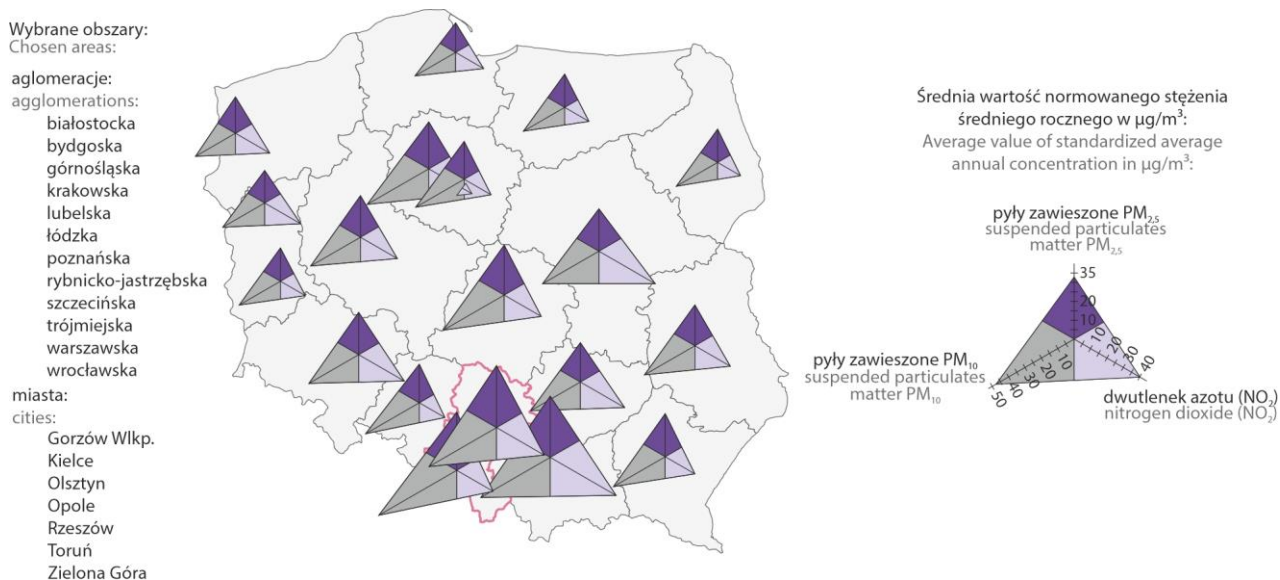 Wybrane obszary:
Chosen areas:
aglomeracje:
agglomerations:
białostocka
bydgoska
górnośląska
krakowska
lubelska
łódzka
poznańska
rybnicko-jastrzębska
szczecińska
trójmiejska
warszawska
wrocławska
miasta:
cities:
Gorzów Wlkp.
Kielce
Olsztyn
Opole
Rzeszów
Toruń
Zielona Góra
Średnia wartość normowanego stężenia
średniego rocznego w µg/m³:
Average value of standardized average
annual concentration in µg/m³:
pyły zawieszone PM₂,₅
suspended particulates
matter PM₂,₅
35
20
10
10
20
30
40
10
20
30
40
50
pyły zawieszone PM₁₀
suspended particulates
matter PM₁₀
dwutlenek azotu (NO₂)
nitrogen dioxide (NO₂)